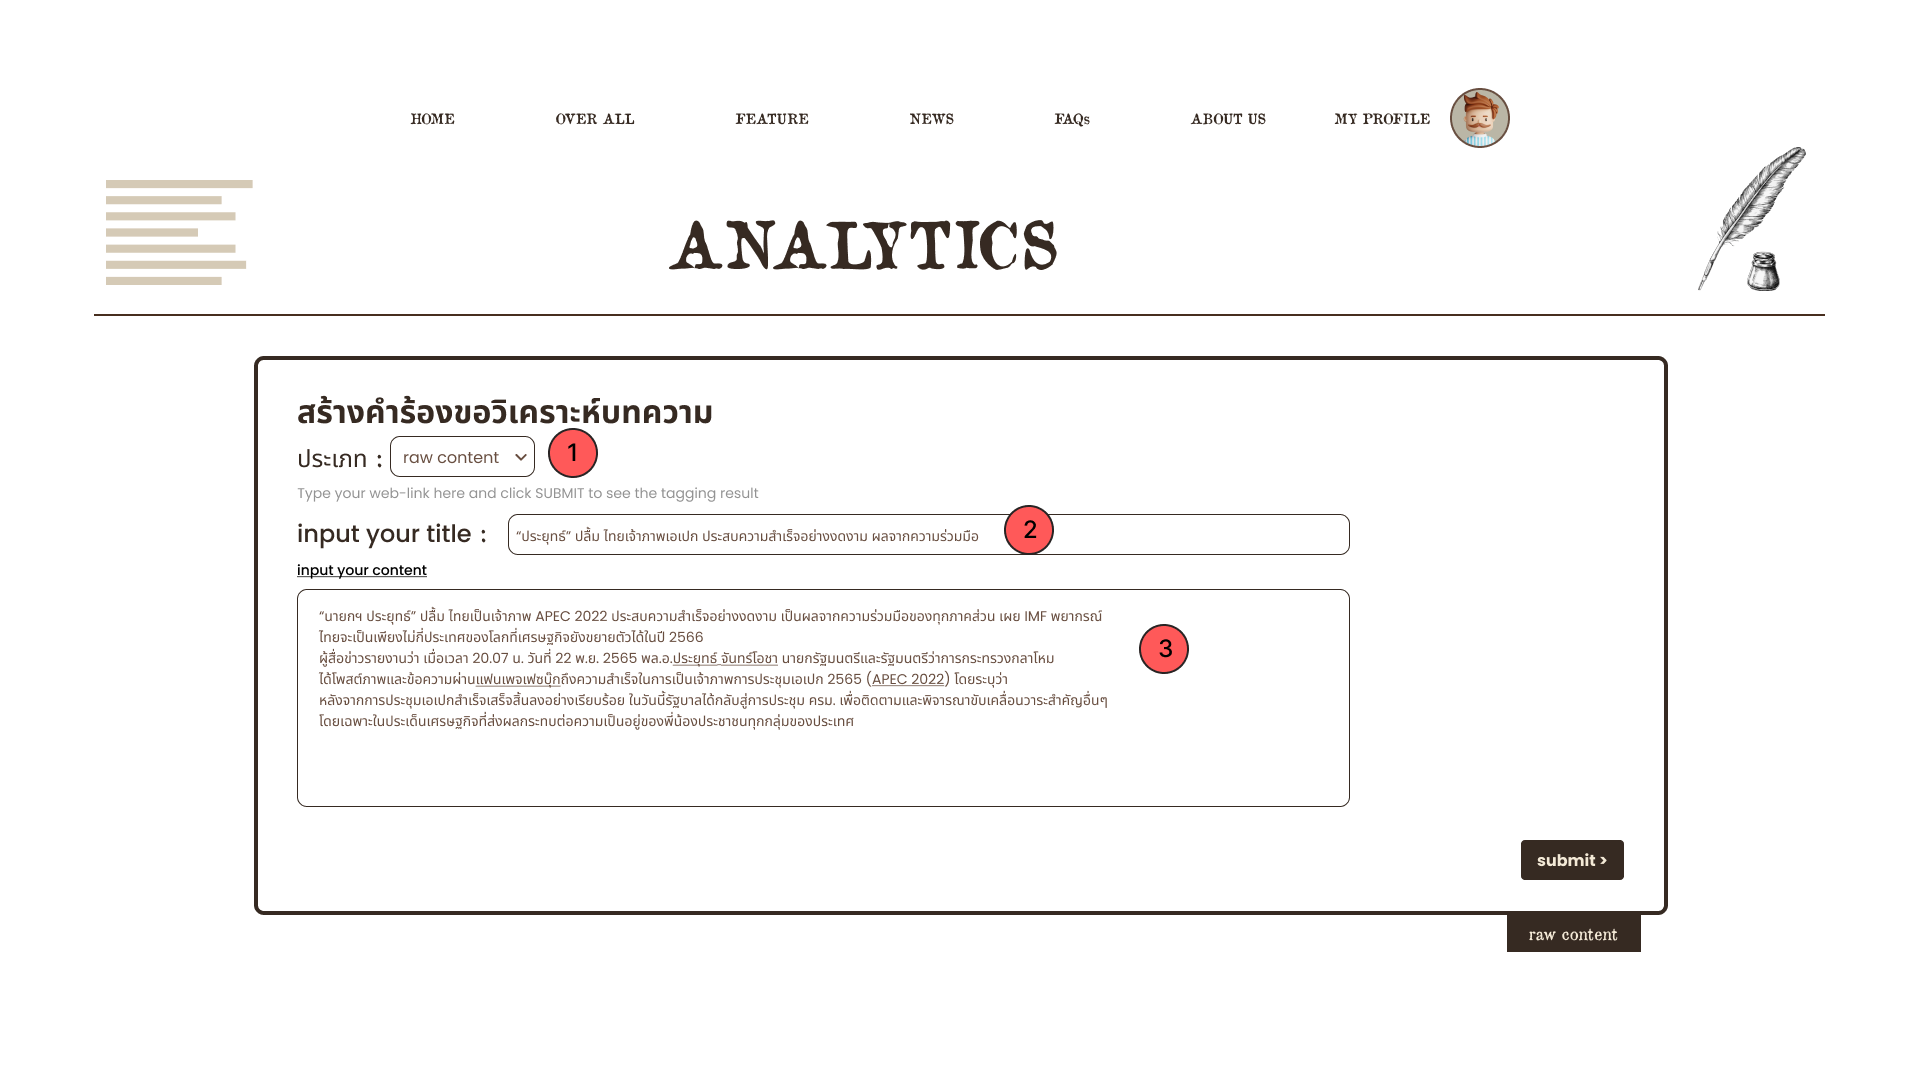 HOME OVER ALL FEATURE NEWS FAQs ABOUT US MY PROFILE
ANALYTICS
สร้างคำร้องขอวิเคราะห์บทความ
ประเภท : raw content 1
Type your web-link here and click SUBMIT to see the tagging result
input your title : “ประยุทธ์” ปลื้ม ไทยเจ้าภาพเอเปก ประสบความสำเร็จอย่างงดงาม ผลจากความร่วมมือ 2
input your content
“นายกฯ ประยุทธ์” ปลื้ม ไทยเป็นเจ้าภาพ APEC 2022 ประสบความสำเร็จอย่างงดงาม เป็นผลจากความร่วมมือของทุกภาคส่วน เผย IMF พยากรณ์
ไทยจะเป็นเพียงไม่กี่ประเทศของโลกที่เศรษฐกิจยังขยายตัวได้ในปี 2566
ผู้สื่อข่าวรายงานว่า เมื่อเวลา 20.07 น. วันที่ 22 พ.ย. 2565 พล.อ.ประยุทธ์ จันทร์โอชา นายกรัฐมนตรีและรัฐมนตรีว่าการกระทรวงกลาโหม 3
ได้โพสต์ภาพและข้อความผ่านแฟนเพจเฟซบุ๊กถึงความสำเร็จในการเป็นเจ้าภาพการประชุมเอเปก 2565 (APEC 2022) โดยระบุว่า
หลังจากการประชุมเอเปกสำเร็จเสร็จสิ้นลงอย่างเรียบร้อย ในวันนี้รัฐบาลได้กลับสู่การประชุม ครม. เพื่อติดตามและพิจารณาขับเคลื่อนวาระสำคัญอื่นๆ
โดยเฉพาะในประเด็นเศรษฐกิจที่ส่งผลกระทบต่อความเป็นอยู่ของพี่น้องประชาชนทุกกลุ่มของประเทศ
submit >
raw content